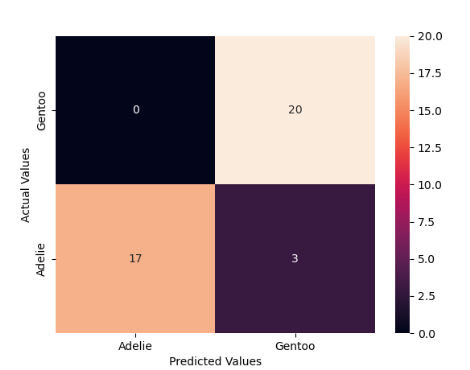 Gentoo
0
20
Actual Values
Adelie
17
3
Adelie
Gentoo
Predicted Values
20.0
17.5
15.0
12.5
10.0
7.5
5.0
2.5
0.0